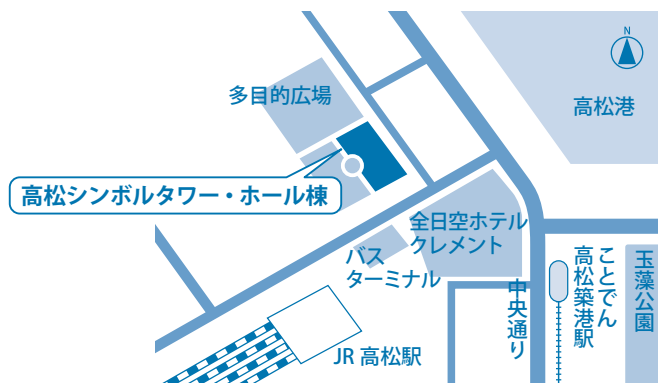 N
多目的広場
高松港
高松シンボルタワー・ホール棟
全日空ホテル
クレメント
バス
ターミナル
中央通り
ことでん
高松築港駅
玉藻公園
JR 高松駅